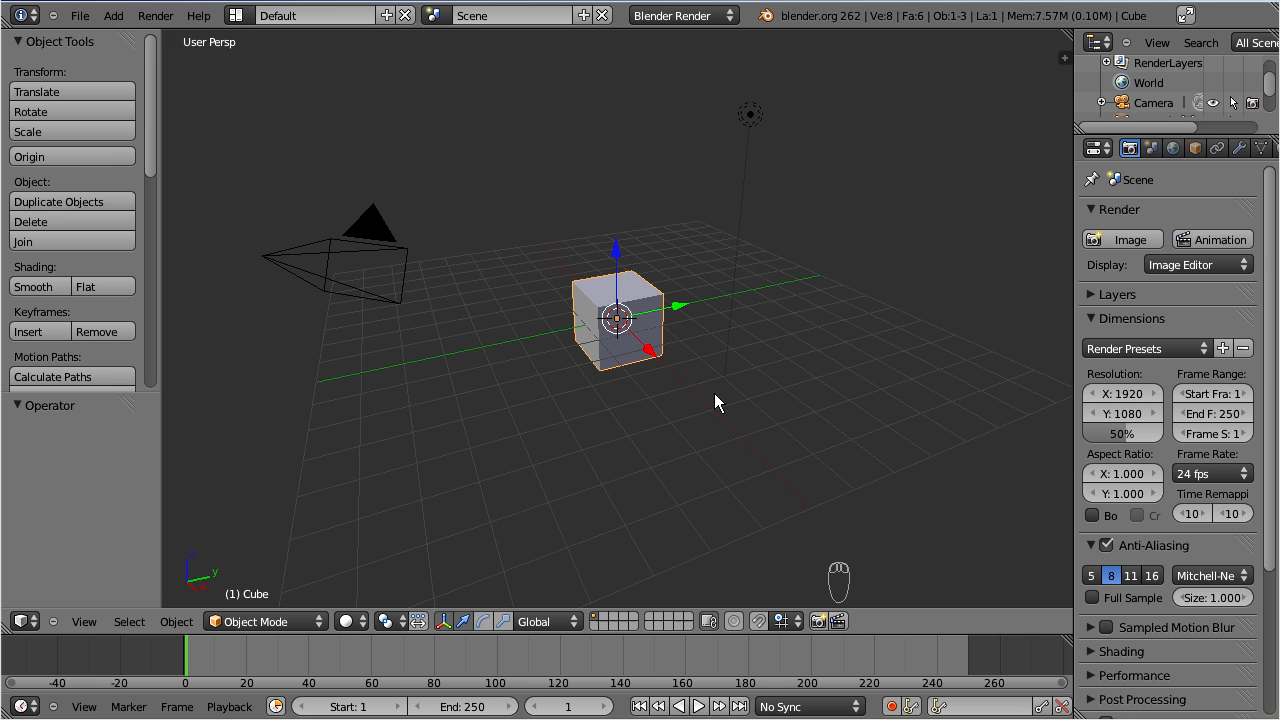 File Add Render Help Default Scene Blender Render blender.org 262 | Ve:8 | Fa:6 | Ob:1-3 | La:1 | Mem:7.57M (0.10M) | Cube
Object Tools
Transform:
Translate
Rotate
Scale
Origin
Object:
Duplicate Objects
Delete
Join
Shading:
Smooth Flat
Keyframes:
Insert Remove
Motion Paths:
Calculate Paths
Operator
User Persp
z
y
x
(1) Cube
View Search All Scene
RenderLayers
World
Camera
Scene
Render
Image Animation
Display: Image Editor
Layers
Dimensions
Render Presets
Resolution: Frame Range:
X: 1920 Start Fra: 1
Y: 1080 End F: 250
50% Frame S: 1
Aspect Ratio: Frame Rate:
X: 1.000 24 fps
Y: 1.000 Time Remappi
Bo Cr 10 10
Anti-Aliasing
5 8 11 16 Mitchell-Ne
Full Sample Size: 1.000
Sampled Motion Blur
Shading
Performance
Post Processing
View Select Object Object Mode Global
-40 -20 0 20 40 60 80 100 120 140 160 180 200 220 240 260
View Marker Frame Playback Start: 1 End: 250 1 No Sync